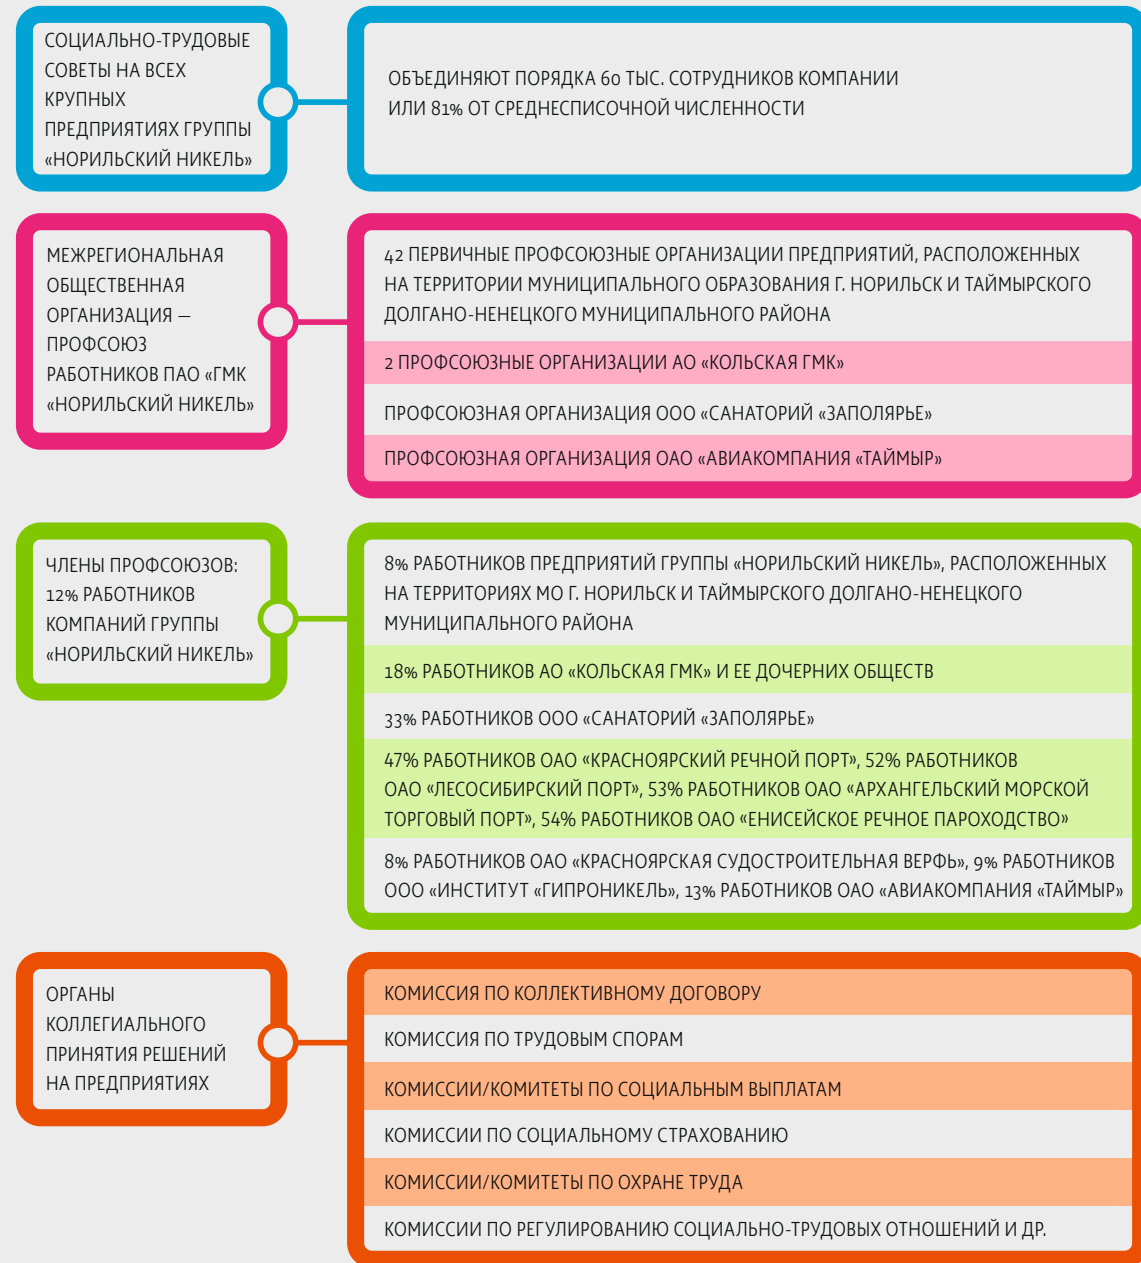 СОЦИАЛЬНО-ТРУДОВЫЕ
СОВЕТЫ НА ВСЕХ
КРУПНЫХ
ПРЕДПРИЯТИЯХ ГРУППЫ
«НОРИЛЬСКИЙ НИКЕЛЬ»
ОБЪЕДИНЯЮТ ПОРЯДКА 60 ТЫС. СОТРУДНИКОВ КОМПАНИИ
ИЛИ 81% ОТ СРЕДНЕСПИСОЧНОЙ ЧИСЛЕННОСТИ
МЕЖРЕГИОНАЛЬНАЯ
ОБЩЕСТВЕННАЯ
ОРГАНИЗАЦИЯ —
ПРОФСОЮЗ
РАБОТНИКОВ ПАО «ГМК
«НОРИЛЬСКИЙ НИКЕЛЬ»
42 ПЕРВИЧНЫЕ ПРОФСОЮЗНЫЕ ОРГАНИЗАЦИИ ПРЕДПРИЯТИЙ, РАСПОЛОЖЕННЫХ
НА ТЕРРИТОРИИ МУНИЦИПАЛЬНОГО ОБРАЗОВАНИЯ Г. НОРИЛЬСК И ТАЙМЫРСКОГО
ДОЛГАНО-НЕНЕЦКОГО МУНИЦИПАЛЬНОГО РАЙОНА
2 ПРОФСОЮЗНЫЕ ОРГАНИЗАЦИИ АО «КОЛЬСКАЯ ГМК»
ПРОФСОЮЗНАЯ ОРГАНИЗАЦИЯ ООО «САНАТОРИЙ «ЗАПОЛЯРЬЕ»
ПРОФСОЮЗНАЯ ОРГАНИЗАЦИЯ ОАО «АВИАКОМПАНИЯ «ТАЙМЫР»
ЧЛЕНЫ ПРОФСОЮЗОВ:
12% РАБОТНИКОВ
КОМПАНИЙ ГРУППЫ
«НОРИЛЬСКИЙ НИКЕЛЬ»
8% РАБОТНИКОВ ПРЕДПРИЯТИЙ ГРУППЫ «НОРИЛЬСКИЙ НИКЕЛЬ», РАСПОЛОЖЕННЫХ
НА ТЕРРИТОРИЯХ МО Г. НОРИЛЬСК И ТАЙМЫРСКОГО ДОЛГАНО-НЕНЕЦКОГО
МУНИЦИПАЛЬНОГО РАЙОНА
18% РАБОТНИКОВ АО «КОЛЬСКАЯ ГМК» И ЕЕ ДОЧЕРНИХ ОБЩЕСТВ
33% РАБОТНИКОВ ООО «САНАТОРИЙ «ЗАПОЛЯРЬЕ»
47% РАБОТНИКОВ ОАО «КРАСНОЯРСКИЙ РЕЧНОЙ ПОРТ», 52% РАБОТНИКОВ
ОАО «ЛЕСОСИБИРСКИЙ ПОРТ», 53% РАБОТНИКОВ ОАО «АРХАНГЕЛЬСКИЙ МОРСКОЙ
ТОРГОВЫЙ ПОРТ», 54% РАБОТНИКОВ ОАО «ЕНИСЕЙСКОЕ РЕЧНОЕ ПАРОХОДСТВО»
8% РАБОТНИКОВ ОАО «КРАСНОЯРСКАЯ СУДОСТРОИТЕЛЬНАЯ ВЕРФЬ», 9% РАБОТНИКОВ
ООО «ИНСТИТУТ «ГИПРОНИКЕЛЬ», 13% РАБОТНИКОВ ОАО «АВИАКОМПАНИЯ «ТАЙМЫР»
ОРГАНЫ
КОЛЛЕГИАЛЬНОГО
ПРИНЯТИЯ РЕШЕНИЙ
НА ПРЕДПРИЯТИЯХ
КОМИССИЯ ПО КОЛЛЕКТИВНОМУ ДОГОВОРУ
КОМИССИЯ ПО ТРУДОВЫМ СПОРАМ
КОМИССИИ/КОМИТЕТЫ ПО СОЦИАЛЬНЫМ ВЫПЛАТАМ
КОМИССИИ ПО СОЦИАЛЬНОМУ СТРАХОВАНИЮ
КОМИССИИ/КОМИТЕТЫ ПО ОХРАНЕ ТРУДА
КОМИССИИ ПО РЕГУЛИРОВАНИЮ СОЦИАЛЬНО-ТРУДОВЫХ ОТНОШЕНИЙ И ДР.